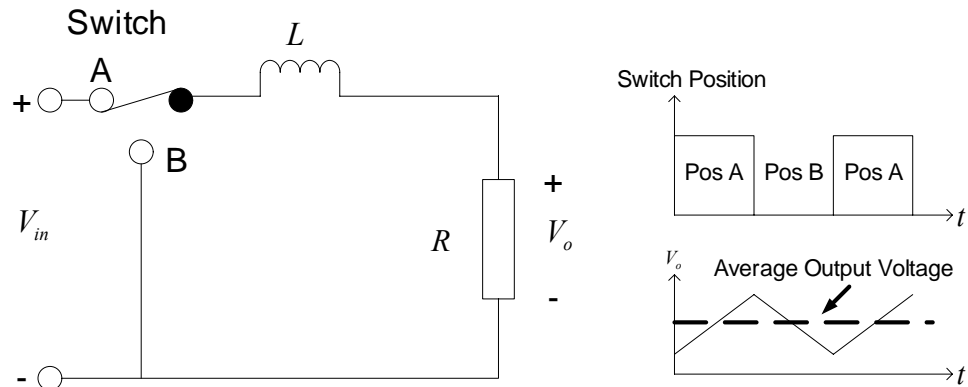 Switch
L
A
+
B
V_in
R
+
V_o
-
-
Switch Position
Pos A Pos B Pos A
t
V_o
Average Output Voltage
t